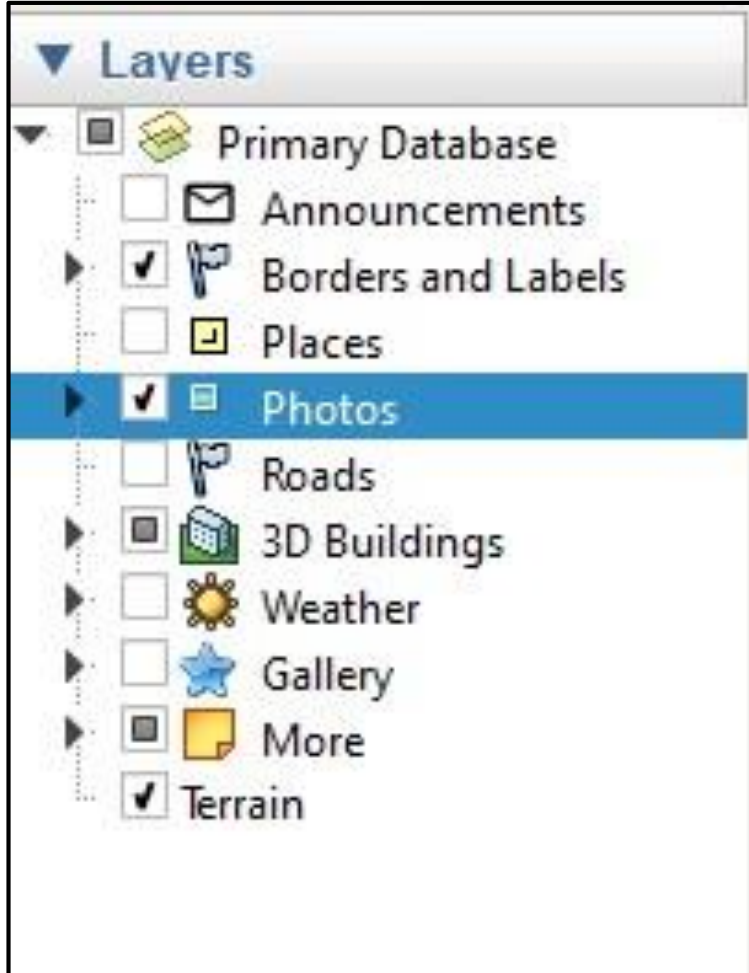 Layers
Primary Database
Announcements
Borders and Labels
Places
Photos
Roads
3D Buildings
Weather
Gallery
More
Terrain